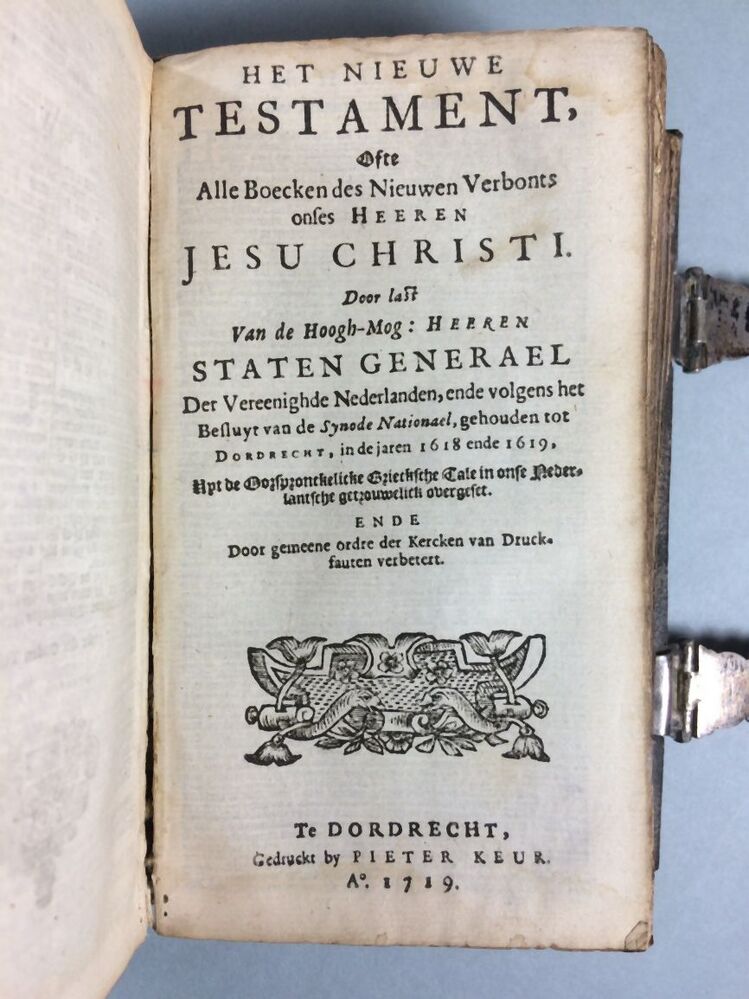 HET NIEUWE
TESTAMENT,
Ofte
Alle Boecken des Nieuwen Verbonts
onſes HEEREN
JESU CHRISTI.
Door laſt
Van de Hoogh-Mog: HEEREN
STATEN GENERAEL
Der Vereenighde Nederlanden, ende volgens het
Beſluyt van de Synode Nationael, gehouden tot
DORDRECHT, in de jaren 1618 ende 1619,
Uyt de Oorſpronckelicke Grieckſche Tale in onſe Neder-
lantſche getrouwelick overgeſet.
ENDE
Door gemeene ordre der Kercken van Druck-
fauten verbetert.
Te DORDRECHT,
Gedruckt by PIETER KEUR.
Aº. 1719.